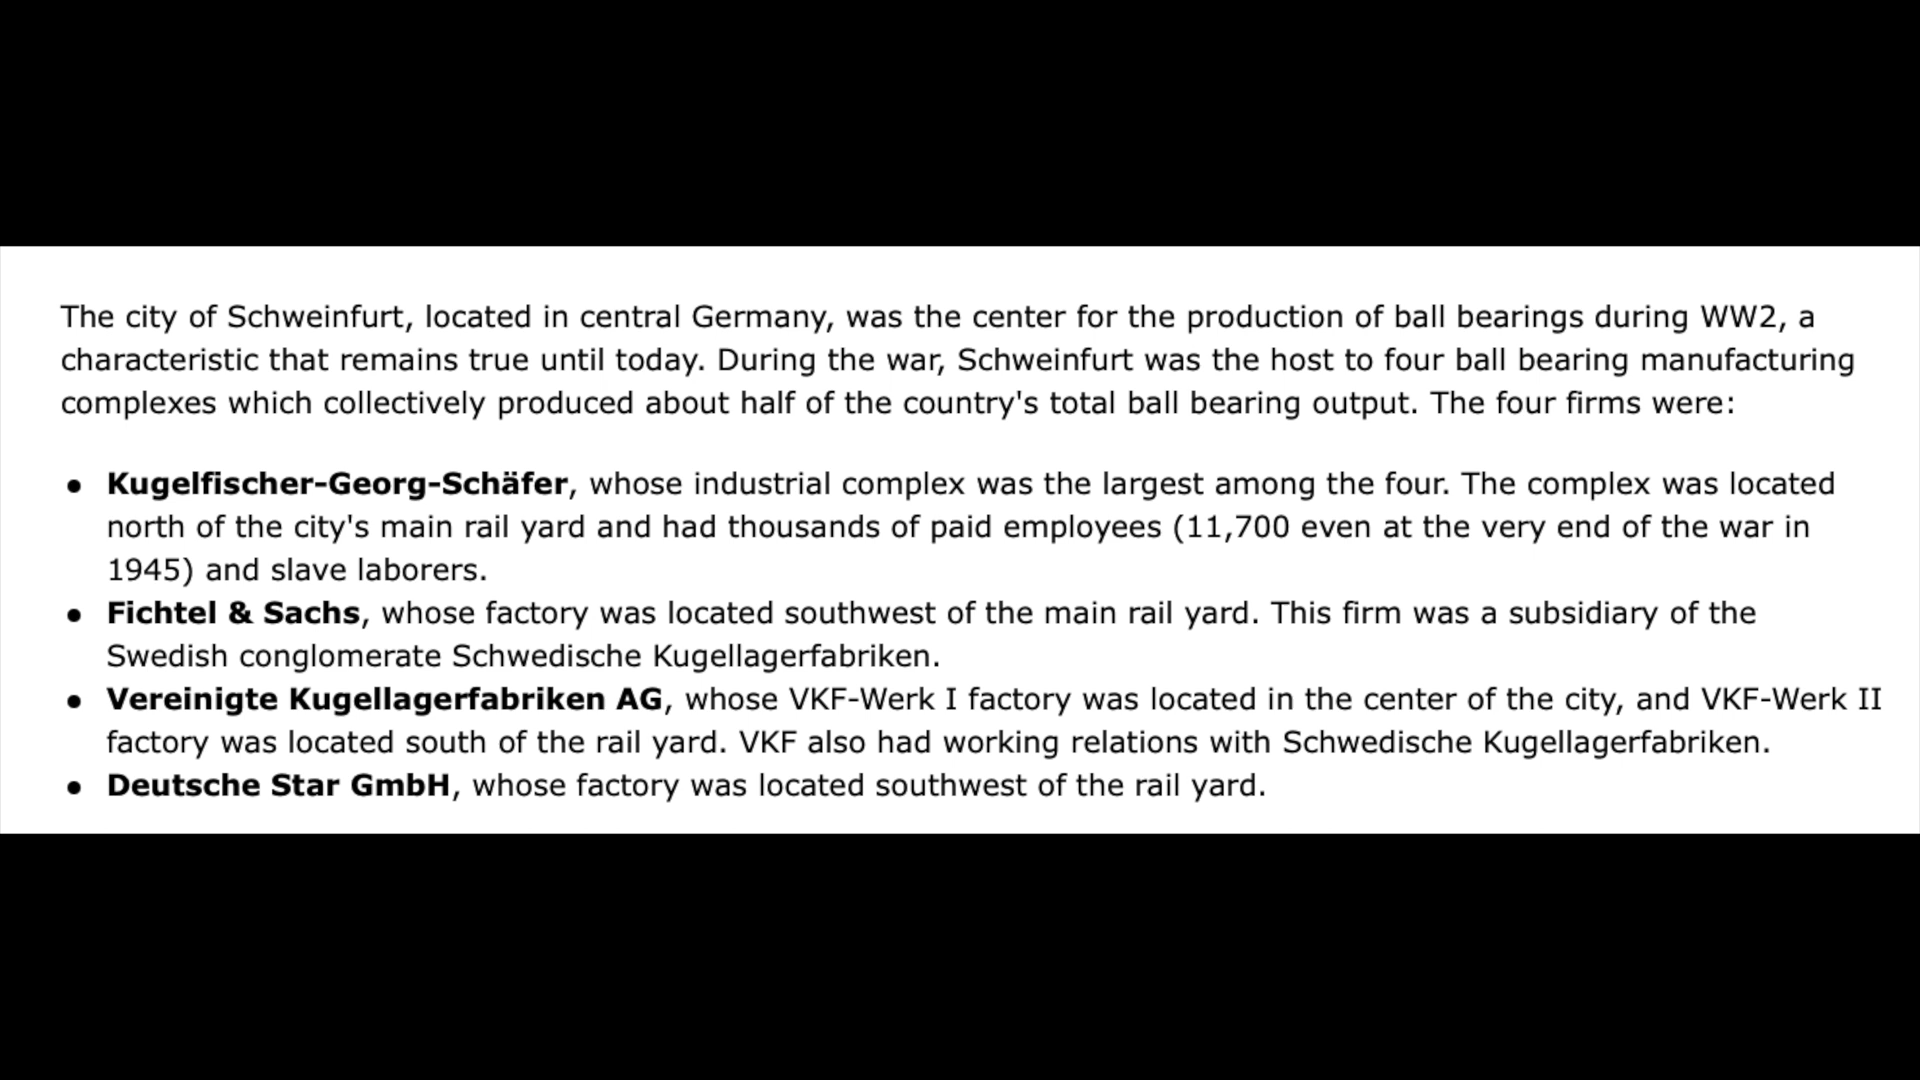 The city of Schweinfurt, located in central Germany, was the center for the production of ball bearings during WW2, a
characteristic that remains true until today. During the war, Schweinfurt was the host to four ball bearing manufacturing
complexes which collectively produced about half of the country's total ball bearing output. The four firms were:
● Kugelfischer-Georg-Schäfer, whose industrial complex was the largest among the four. The complex was located
north of the city's main rail yard and had thousands of paid employees (11,700 even at the very end of the war in
1945) and slave laborers.
● Fichtel & Sachs, whose factory was located southwest of the main rail yard. This firm was a subsidiary of the
Swedish conglomerate Schwedische Kugellagerfabriken.
● Vereinigte Kugellagerfabriken AG, whose VKF-Werk I factory was located in the center of the city, and VKF-Werk II
factory was located south of the rail yard. VKF also had working relations with Schwedische Kugellagerfabriken.
● Deutsche Star GmbH, whose factory was located southwest of the rail yard.